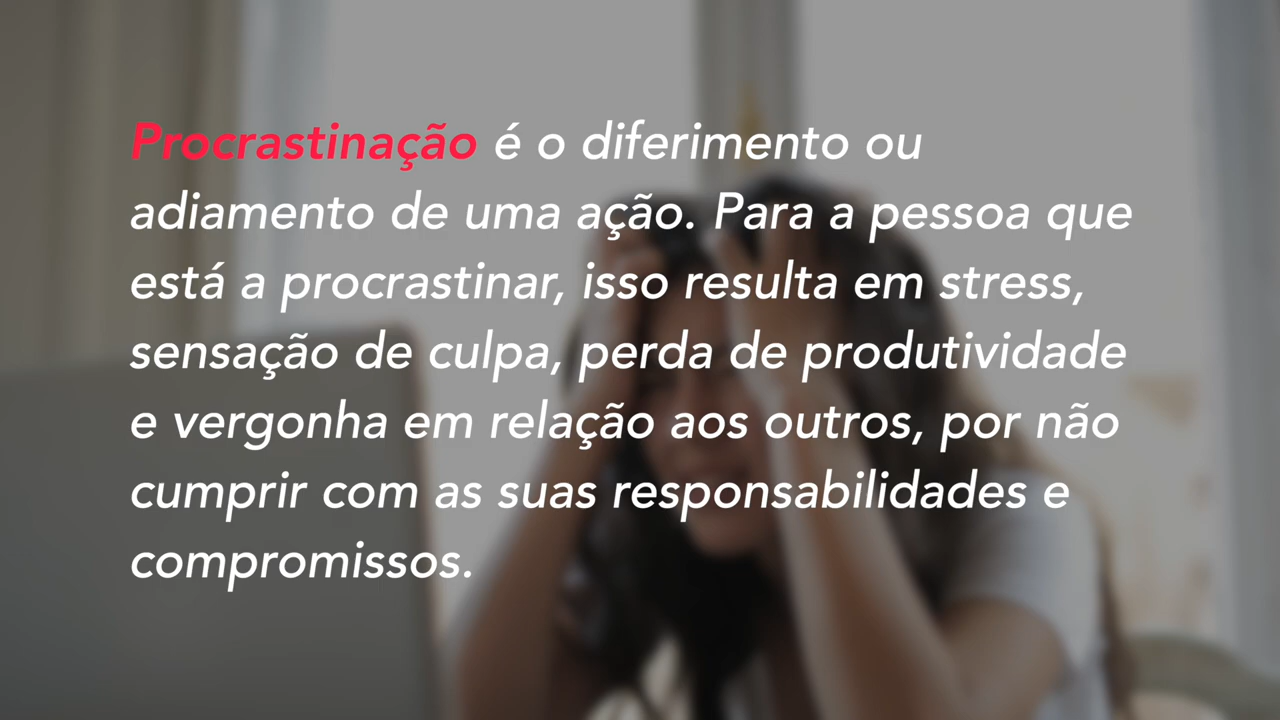 Procrastinação é o diferimento ou
adiamento de uma ação. Para a pessoa que
está a procrastinar, isso resulta em stress,
sensação de culpa, perda de produtividade
e vergonha em relação aos outros, por não
cumprir com as suas responsabilidades e
compromissos.